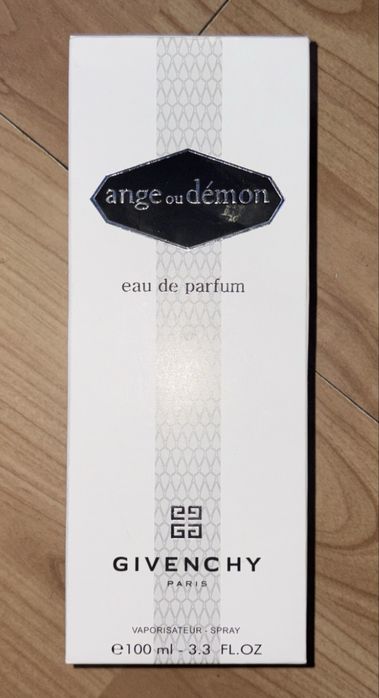 ange ou démon
eau de parfum
GIVENCHY
PARIS
VAPORISATEUR - SPRAY
℮100 ml - 3.3 FL.OZ